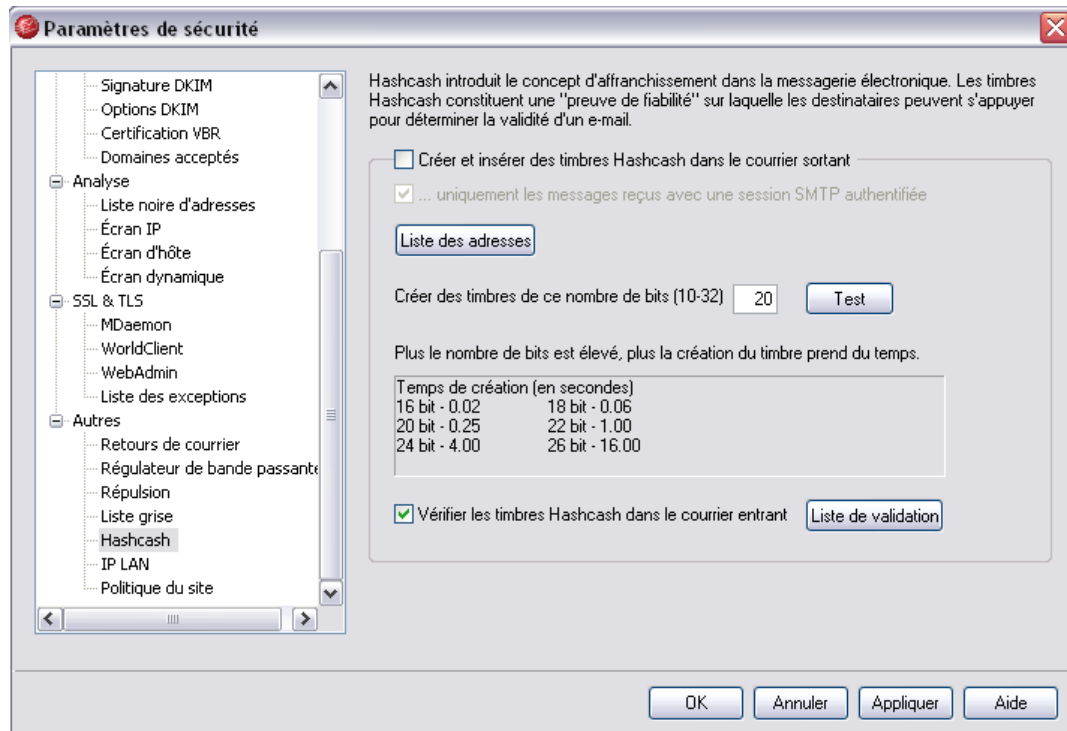 Paramètres de sécurité
Signature DKIM
Options DKIM
Certification VBR
Domaines acceptés
Analyse
Liste noire d'adresses
Écran IP
Écran d'hôte
Écran dynamique
SSL & TLS
MDaemon
WorldClient
WebAdmin
Liste des exceptions
Autres
Retours de courrier
Régulateur de bande passante
Répulsion
Liste grise
Hashcash
IP LAN
Politique du site
Hashcash introduit le concept d'affranchissement dans la messagerie électronique. Les timbres
Hashcash constituent une "preuve de fiabilité" sur laquelle les destinataires peuvent s'appuyer
pour déterminer la validité d'un e-mail.
Créer et insérer des timbres Hashcash dans le courrier sortant
... uniquement les messages reçus avec une session SMTP authentifiée
Liste des adresses
Créer des timbres de ce nombre de bits (10-32) 20 Test
Plus le nombre de bits est élevé, plus la création du timbre prend du temps.
Temps de création (en secondes)
16 bit - 0.02 18 bit - 0.06
20 bit - 0.25 22 bit - 1.00
24 bit - 4.00 26 bit - 16.00
Vérifier les timbres Hashcash dans le courrier entrant Liste de validation
OK Annuler Appliquer Aide